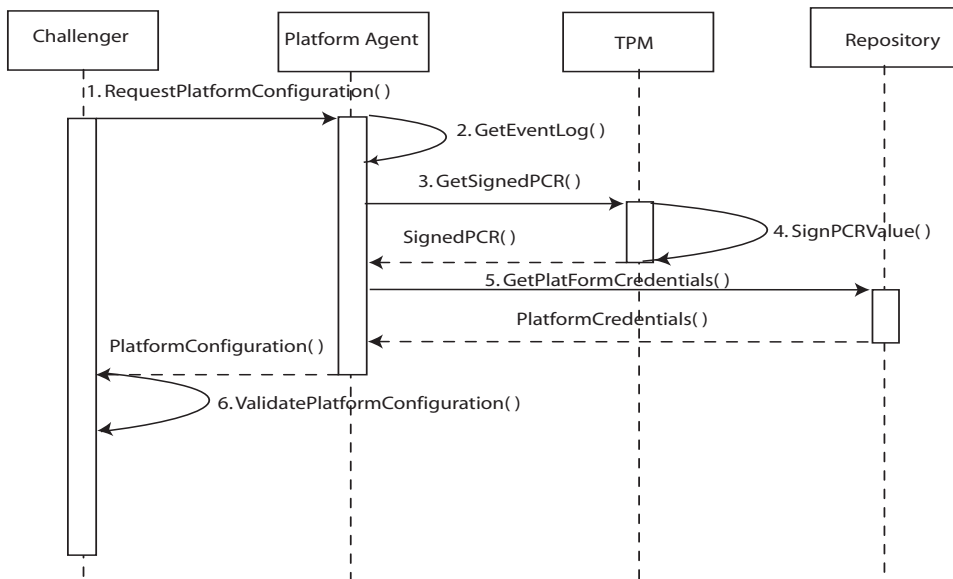 Challenger
Platform Agent
TPM
Repository
1. RequestPlatformConfiguration( )
2. GetEventLog( )
3. GetSignedPCR( )
4. SignPCRValue( )
SignedPCR( )
5. GetPlatFormCredentials( )
PlatformCredentials( )
PlatformConfiguration( )
6. ValidatePlatformConfiguration( )